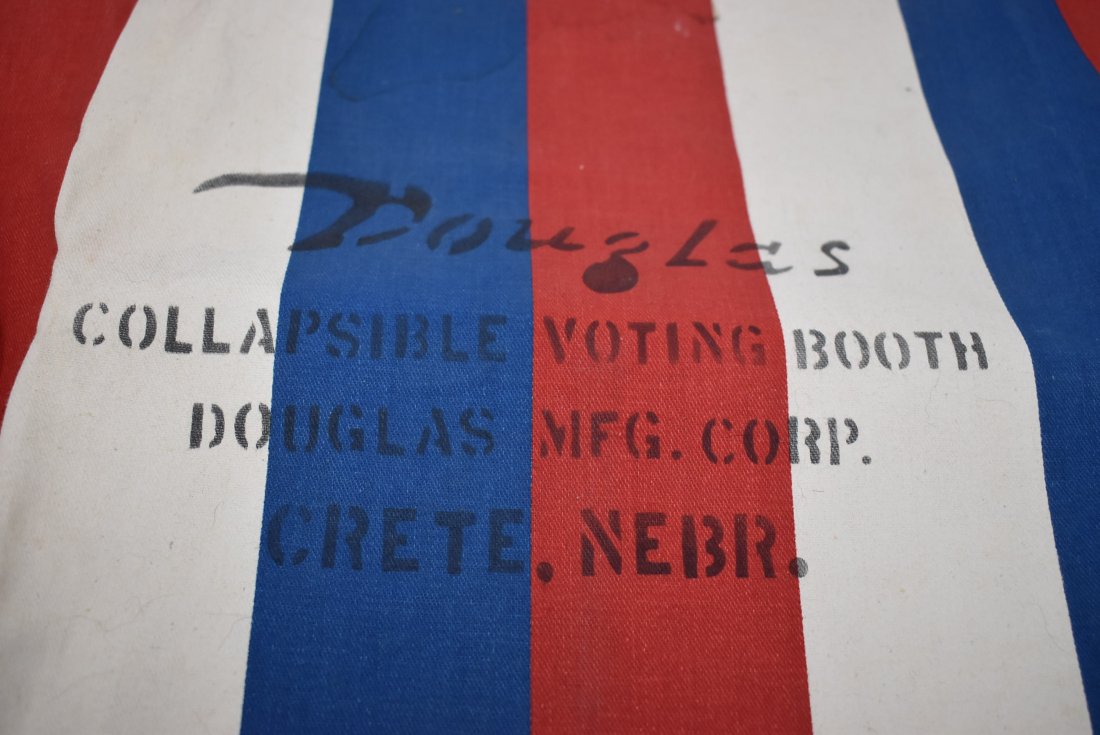 Douglas
COLLAPSIBLE VOTING BOOTH
DOUGLAS MFG. CORP.
CRETE, NEBR.